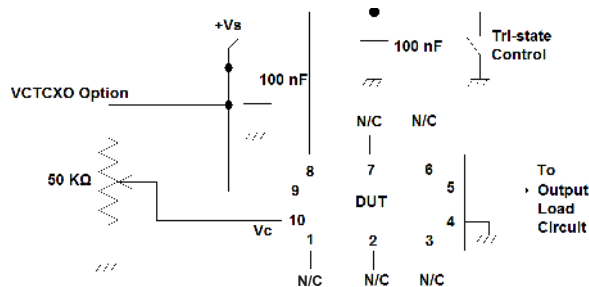 +Vs
100 nF
Tri-state
Control
100 nF
VCTCXO Option
N/C
N/C
50 KΩ
8
7
6
9
5
DUT
10
4
Vc
1
2
3
To
Output
Load
Circuit
N/C
N/C
N/C